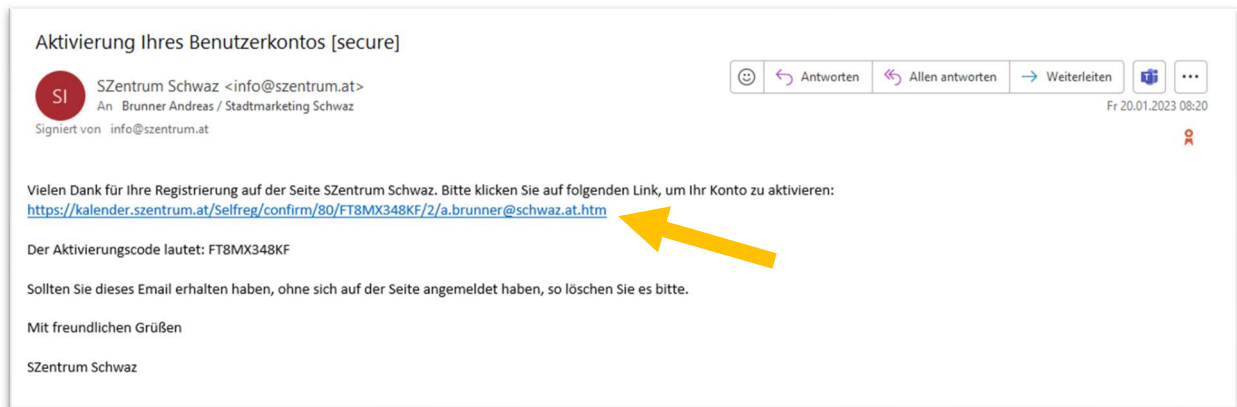 Aktivierung Ihres Benutzerkontos [secure]
SI
SZentrum Schwaz <info@szentrum.at>
An Brunner Andreas / Stadtmarketing Schwaz
Signiert von info@szentrum.at
Antworten
Allen antworten
Weiterleiten
Fr 20.01.2023 08:20
Vielen Dank für Ihre Registrierung auf der Seite SZentrum Schwaz. Bitte klicken Sie auf folgenden Link, um Ihr Konto zu aktivieren:
https://kalender.szentrum.at/Selfreg/confirm/80/FT8MX348KF/2/a.brunner@schwaz.at.htm
Der Aktivierungscode lautet: FT8MX348KF
Sollten Sie dieses Email erhalten haben, ohne sich auf der Seite angemeldet haben, so löschen Sie es bitte.
Mit freundlichen Grüßen
SZentrum Schwaz